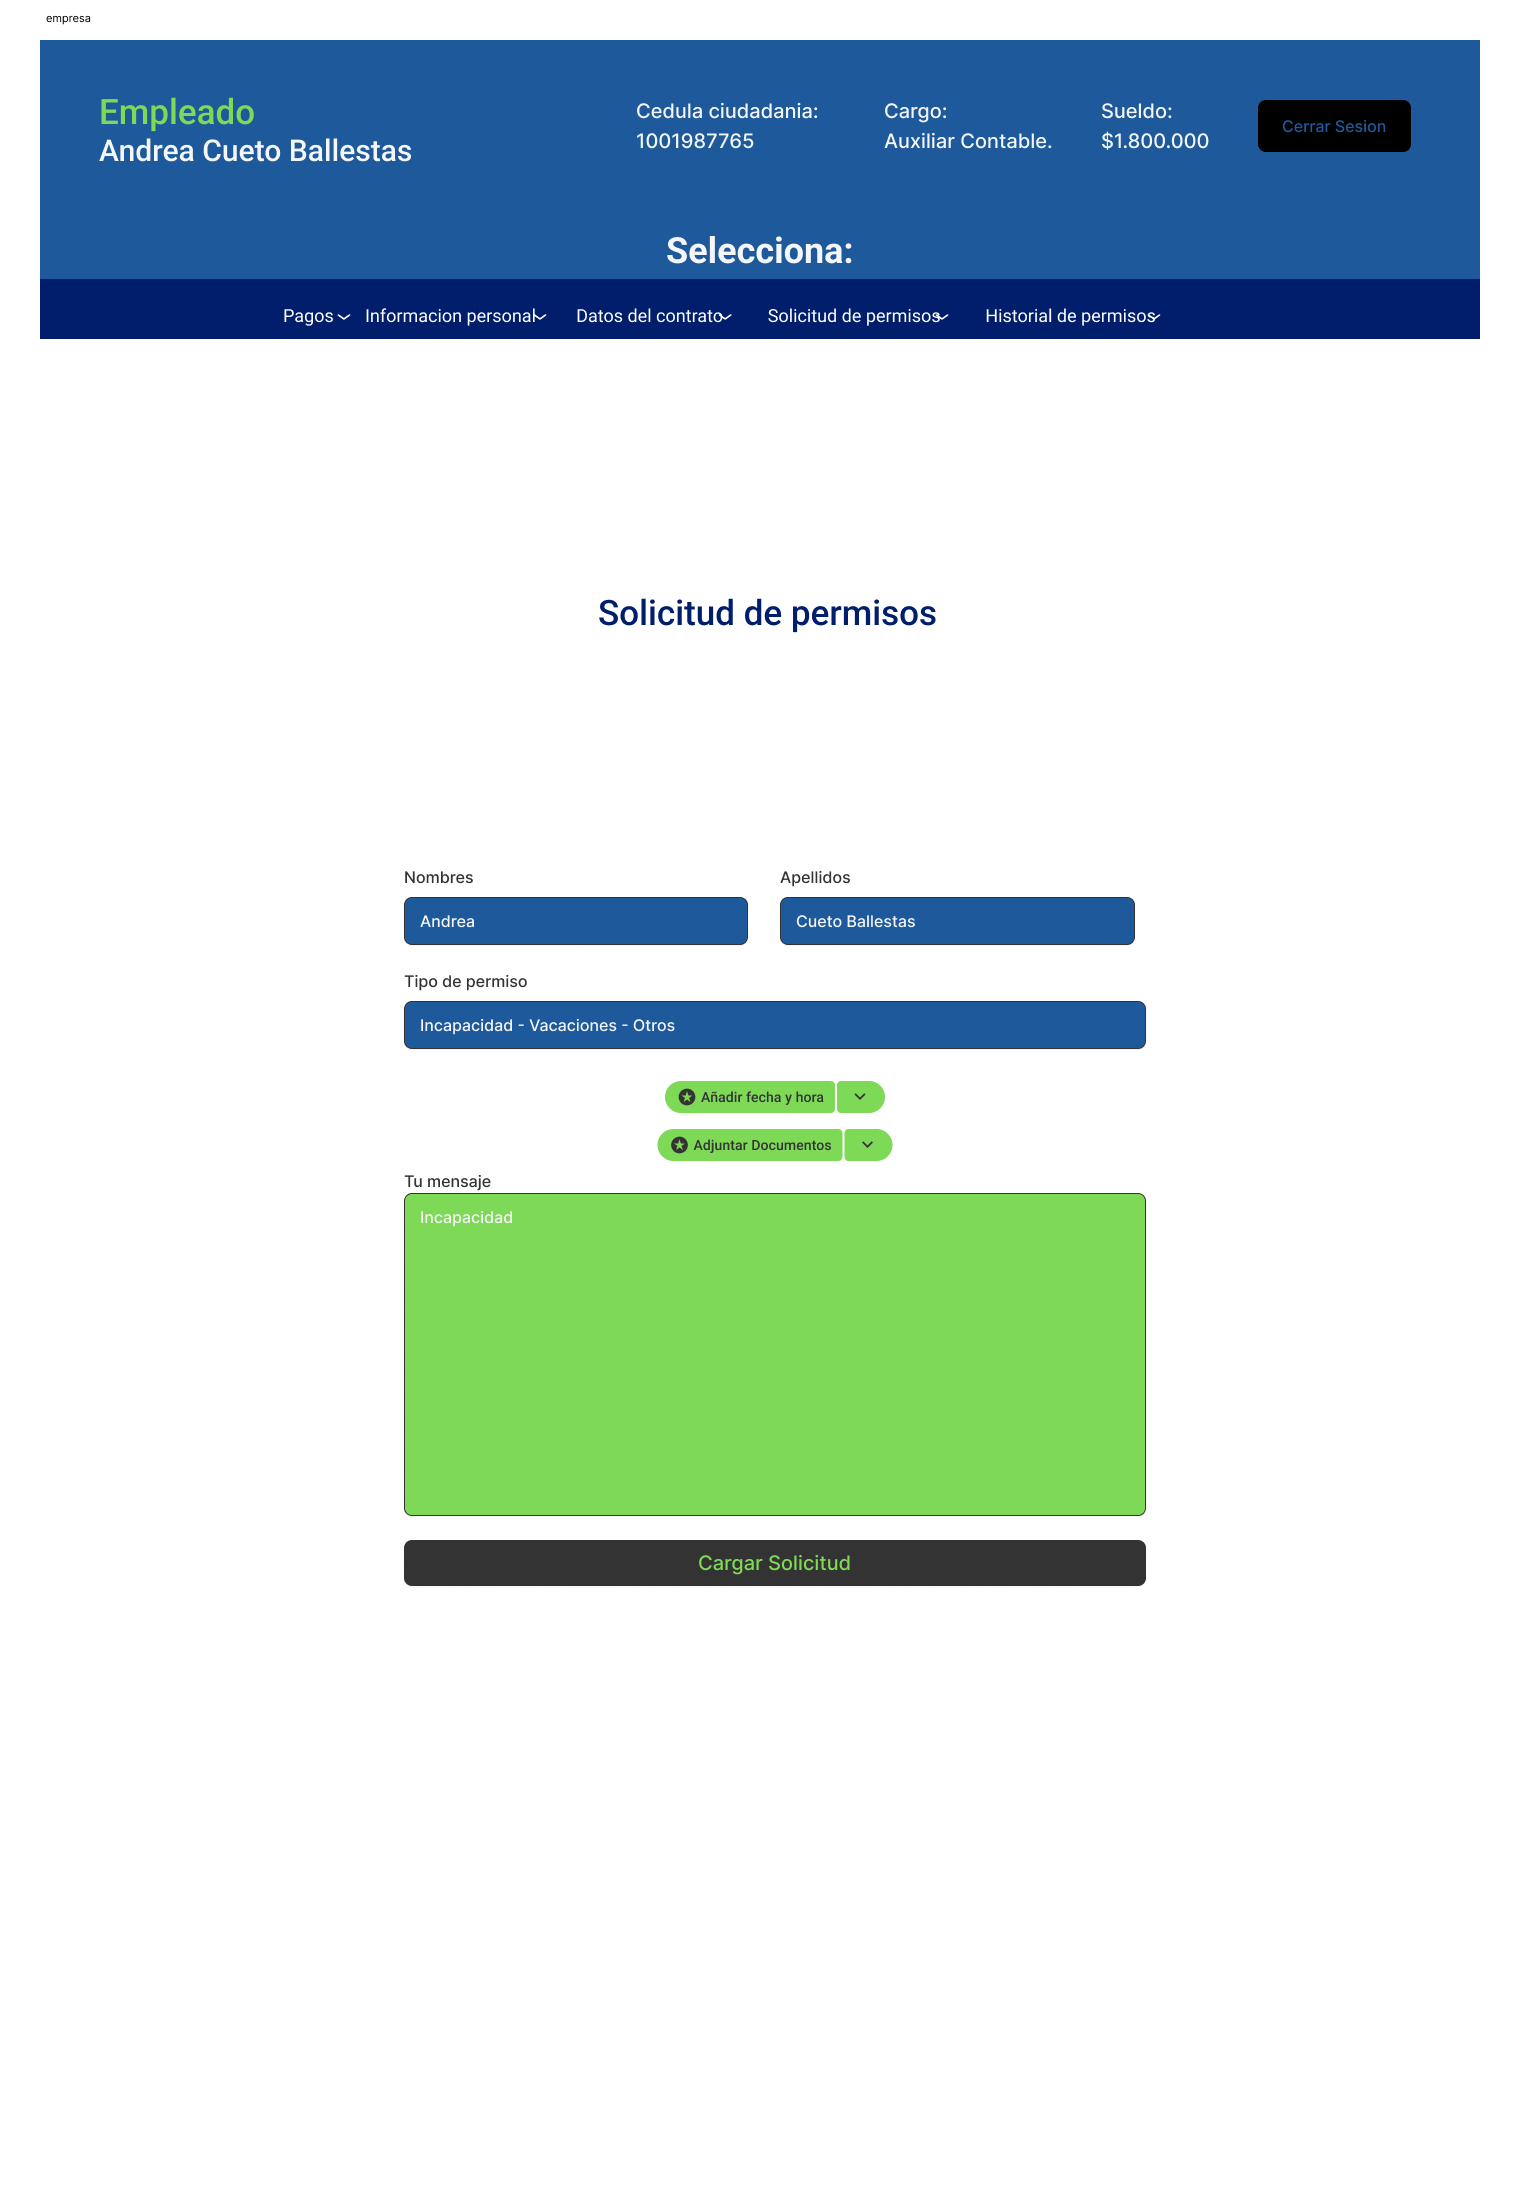 empresa
Empleado
Andrea Cueto Ballestas
Cedula ciudadania:
1001987765
Cargo:
Auxiliar Contable.
Sueldo:
$1.800.000
Cerrar Sesion
Selecciona:
Pagos
Informacion personal
Datos del contrato
Solicitud de permisos
Historial de permisos
Solicitud de permisos
Nombres
Apellidos
Andrea
Cueto Ballestas
Tipo de permiso
Incapacidad - Vacaciones - Otros
Añadir fecha y hora
Adjuntar Documentos
Tu mensaje
Incapacidad
Cargar Solicitud